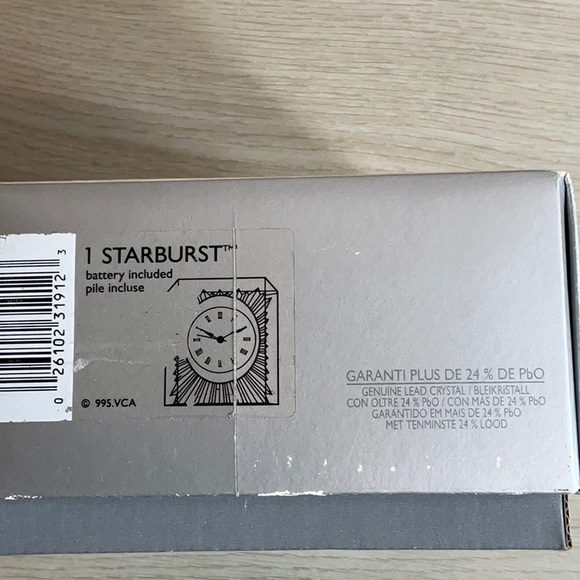 1 STARBURST™
battery included
pile incluse
0 26102 31912 3
© 995.VCA
GARANTI PLUS DE 24 % DE PbO
GENUINE LEAD CRYSTAL / BLEIKRISTALL
CON OLTRE 24 % PbO / CON MAS DE 24 % PbO
GARANTIDO EM MAIS DE 24 % PbO
MET TENMINSTE 24 % LOOD